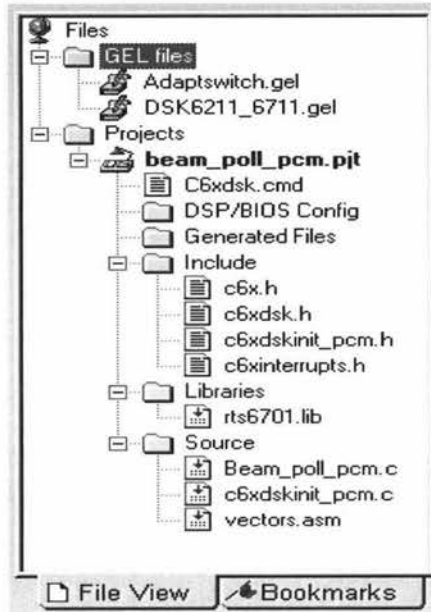 Files
GEL files
Adaptswitch.gel
DSK6211_6711.gel
Projects
beam_poll_pcm.pjt
C6xdsk.cmd
DSP/BIOS Config
Generated Files
Include
c6x.h
c6xdsk.h
c6xdskinit_pcm.h
c6xinterrupts.h
Libraries
rts6701.lib
Source
Beam_poll_pcm.c
c6xdskinit_pcm.c
vectors.asm
File View Bookmarks